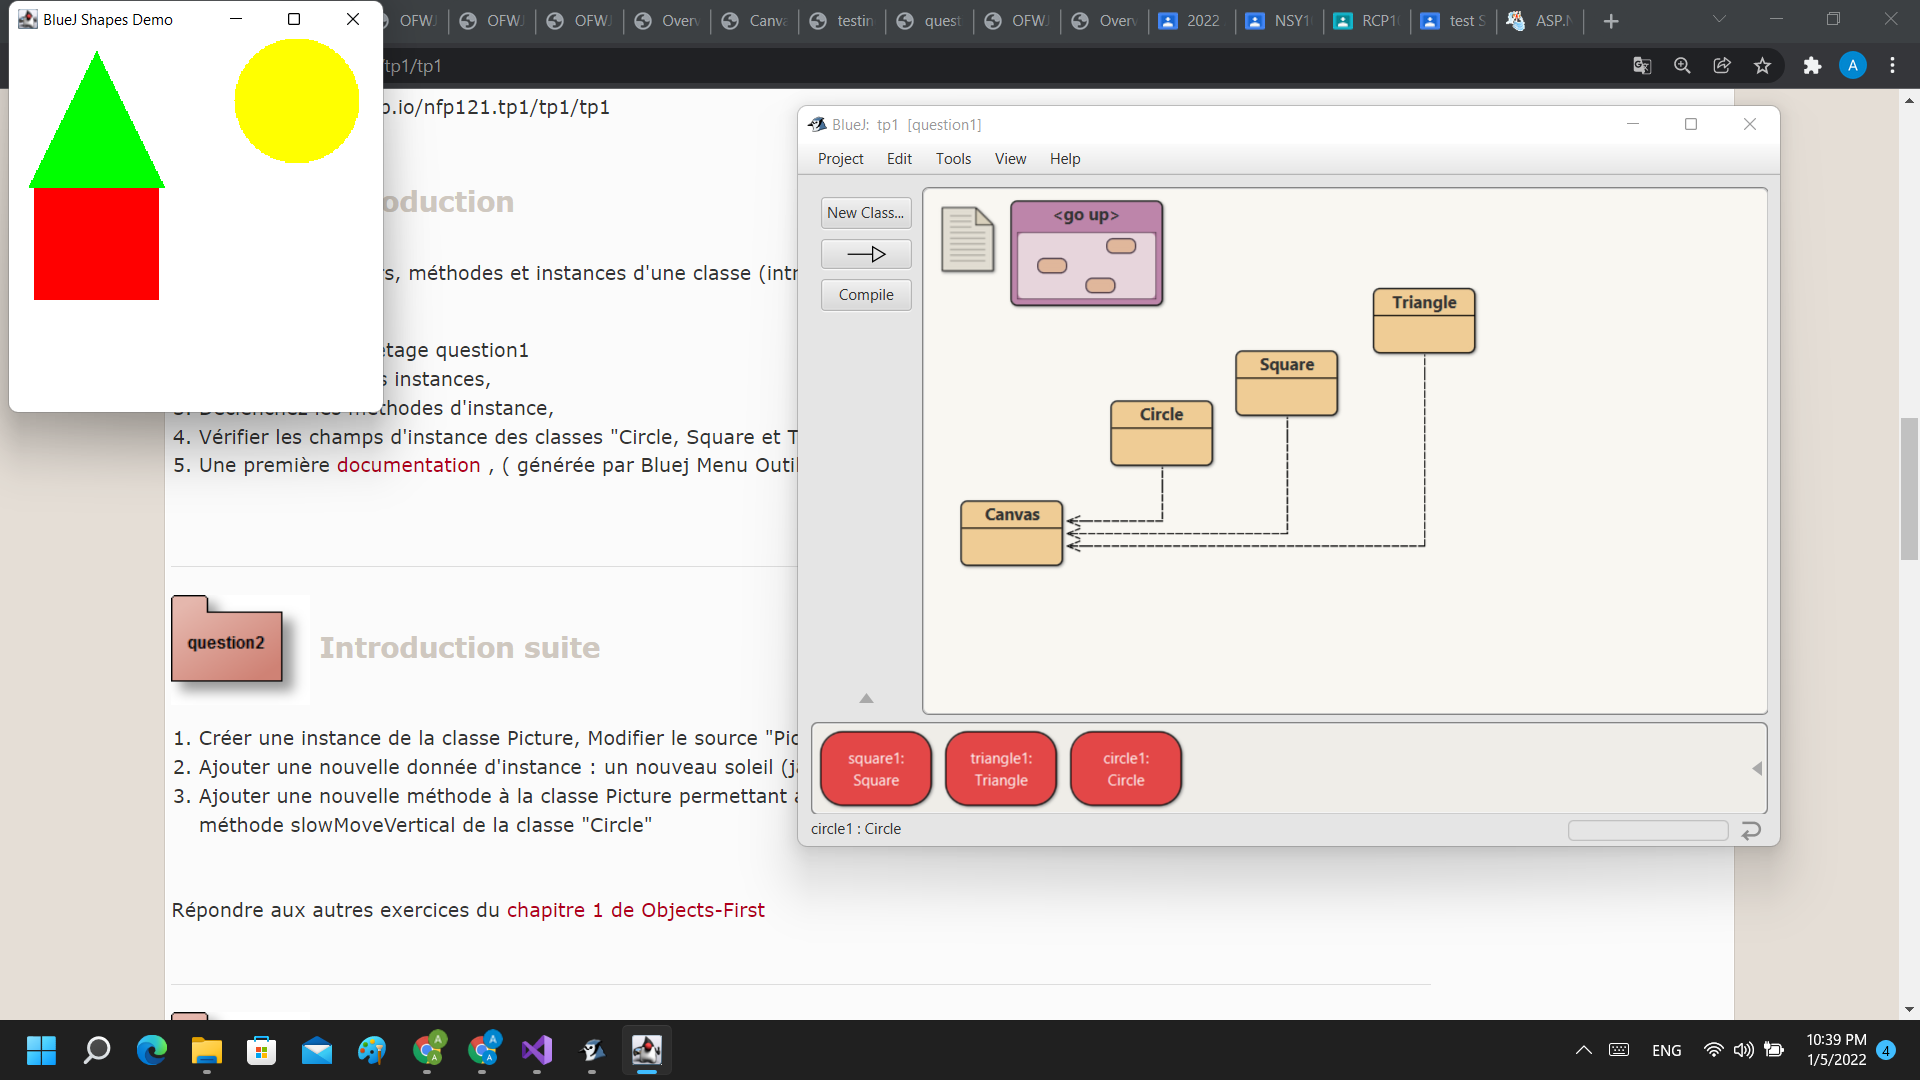 BlueJ Shapes Demo
OFWJ
OFWJ
OFWJ
Overv
Canva
testin
quest
OFWJ
Overv
2022
NSY1
RCP1
test S
ASP.N
/tp1/tp1
A
o.io/nfp121.tp1/tp1/tp1
oduction
s, méthodes et instances d'une classe (intr
tage question1
s instances,
3. Déclenchez les méthodes d'instance,
4. Vérifier les champs d'instance des classes "Circle, Square et T
5. Une première documentation , ( générée par Bluej Menu Outil
question2
Introduction suite
1. Créer une instance de la classe Picture, Modifier le source "Pic
2. Ajouter une nouvelle donnée d'instance : un nouveau soleil (ja
3. Ajouter une nouvelle méthode à la classe Picture permettant a
méthode slowMoveVertical de la classe "Circle"
Répondre aux autres exercices du chapitre 1 de Objects-First
BlueJ: tp1 [question1]
Project Edit Tools View Help
New Class...
Compile
<go up>
Triangle
Square
Circle
Canvas
square1:
Square
triangle1:
Triangle
circle1:
Circle
circle1 : Circle
ENG
10:39 PM
1/5/2022
4